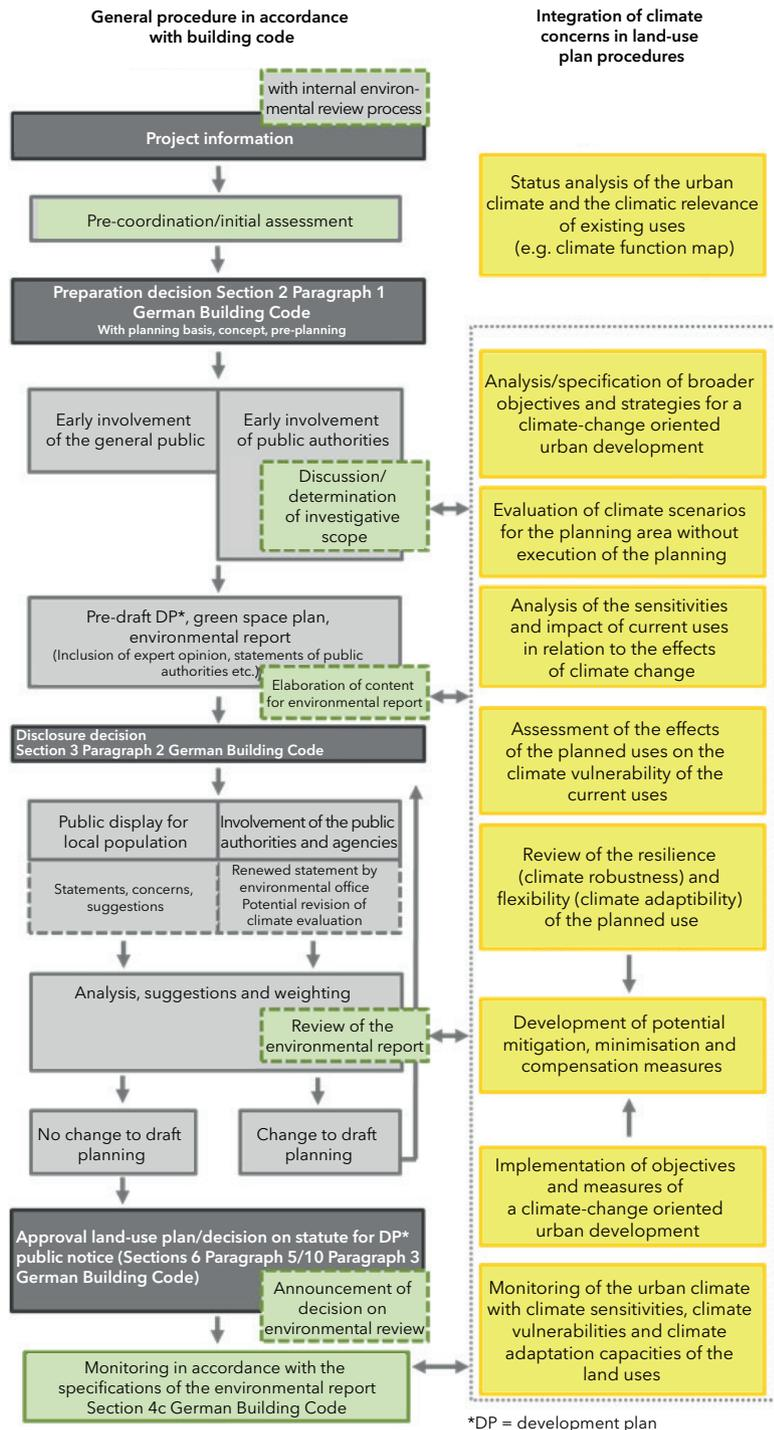 General procedure in accordance
with building code
with internal environ-
mental review process
Project information
Pre-coordination/initial assessment
Preparation decision Section 2 Paragraph 1
German Building Code
With planning basis, concept, pre-planning
Early involvement
of the general public
Early involvement
of public authorities
Discussion/
determination
of investigative
scope
Pre-draft DP*, green space plan,
environmental report
(Inclusion of expert opinion, statements of public
authorities etc.)
Elaboration of content
for environmental report
Disclosure decision
Section 3 Paragraph 2 German Building Code
Public display for
local population
Involvement of the public
authorities and agencies
Statements, concerns,
suggestions
Renewed statement by
environmental office
Potential revision of
climate evaluation
Analysis, suggestions and weighting
Review of the
environmental report
No change to draft
planning
Change to draft
planning
Approval land-use plan/decision on statute for DP*
public notice (Sections 6 Paragraph 5/10 Paragraph 3
German Building Code)
Announcement of
decision on
environmental review
Monitoring in accordance with the
specifications of the environmental report
Section 4c German Building Code
Integration of climate
concerns in land-use
plan procedures
Status analysis of the urban
climate and the climatic relevance
of existing uses
(e.g. climate function map)
Analysis/specification of broader
objectives and strategies for a
climate-change oriented
urban development
Evaluation of climate scenarios
for the planning area without
execution of the planning
Analysis of the sensitivities
and impact of current uses
in relation to the effects
of climate change
Assessment of the effects
of the planned uses on the
climate vulnerability of the
current uses
Review of the resilience
(climate robustness) and
flexibility (climate adaptibility)
of the planned use
Development of potential
mitigation, minimisation and
compensation measures
Implementation of objectives
and measures of
a climate-change oriented
urban development
Monitoring of the urban climate
with climate sensitivities, climate
vulnerabilities and climate
adaptation capacities of the
land uses
*DP = development plan